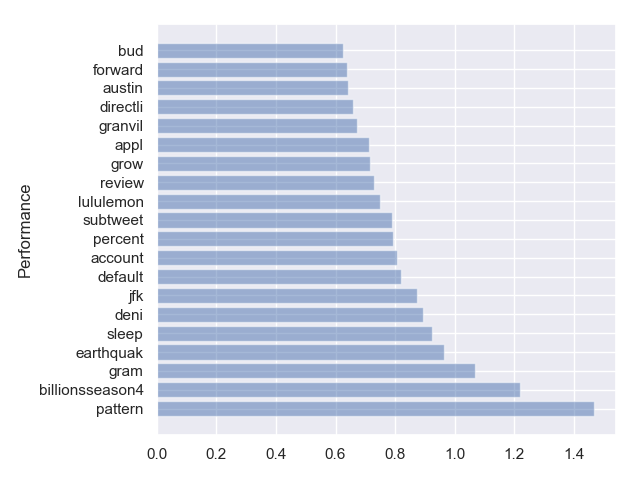 Performance
bud
forward
austin
directli
granvil
appl
grow
review
lululemon
subtweet
percent
account
default
jfk
deni
sleep
earthquak
gram
billionsseason4
pattern
0.0 0.2 0.4 0.6 0.8 1.0 1.2 1.4